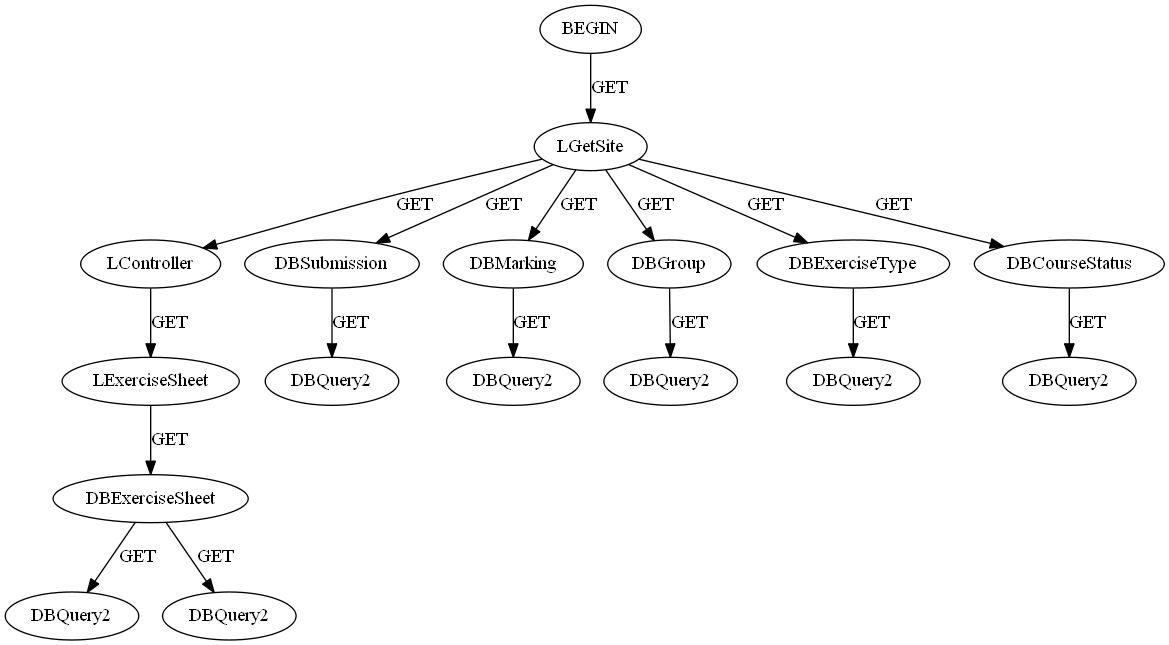 BEGIN
GET
LGetSite
GET GET GET GET GET GET
LController DBSubmission DBMarking DBGroup DBExerciseType DBCourseStatus
GET GET GET GET GET GET
LExerciseSheet DBQuery2 DBQuery2 DBQuery2 DBQuery2 DBQuery2
GET
DBExerciseSheet
GET GET
DBQuery2 DBQuery2